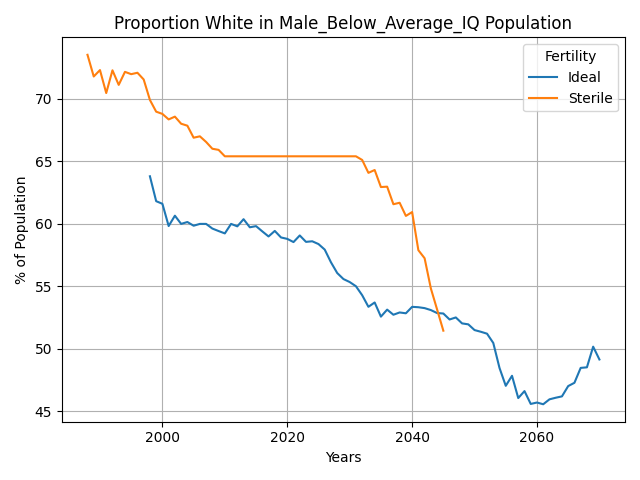 Proportion White in Male_Below_Average_IQ Population
Fertility
Ideal
Sterile
% of Population
70
65
60
55
50
45
2000
2020
2040
2060
Years